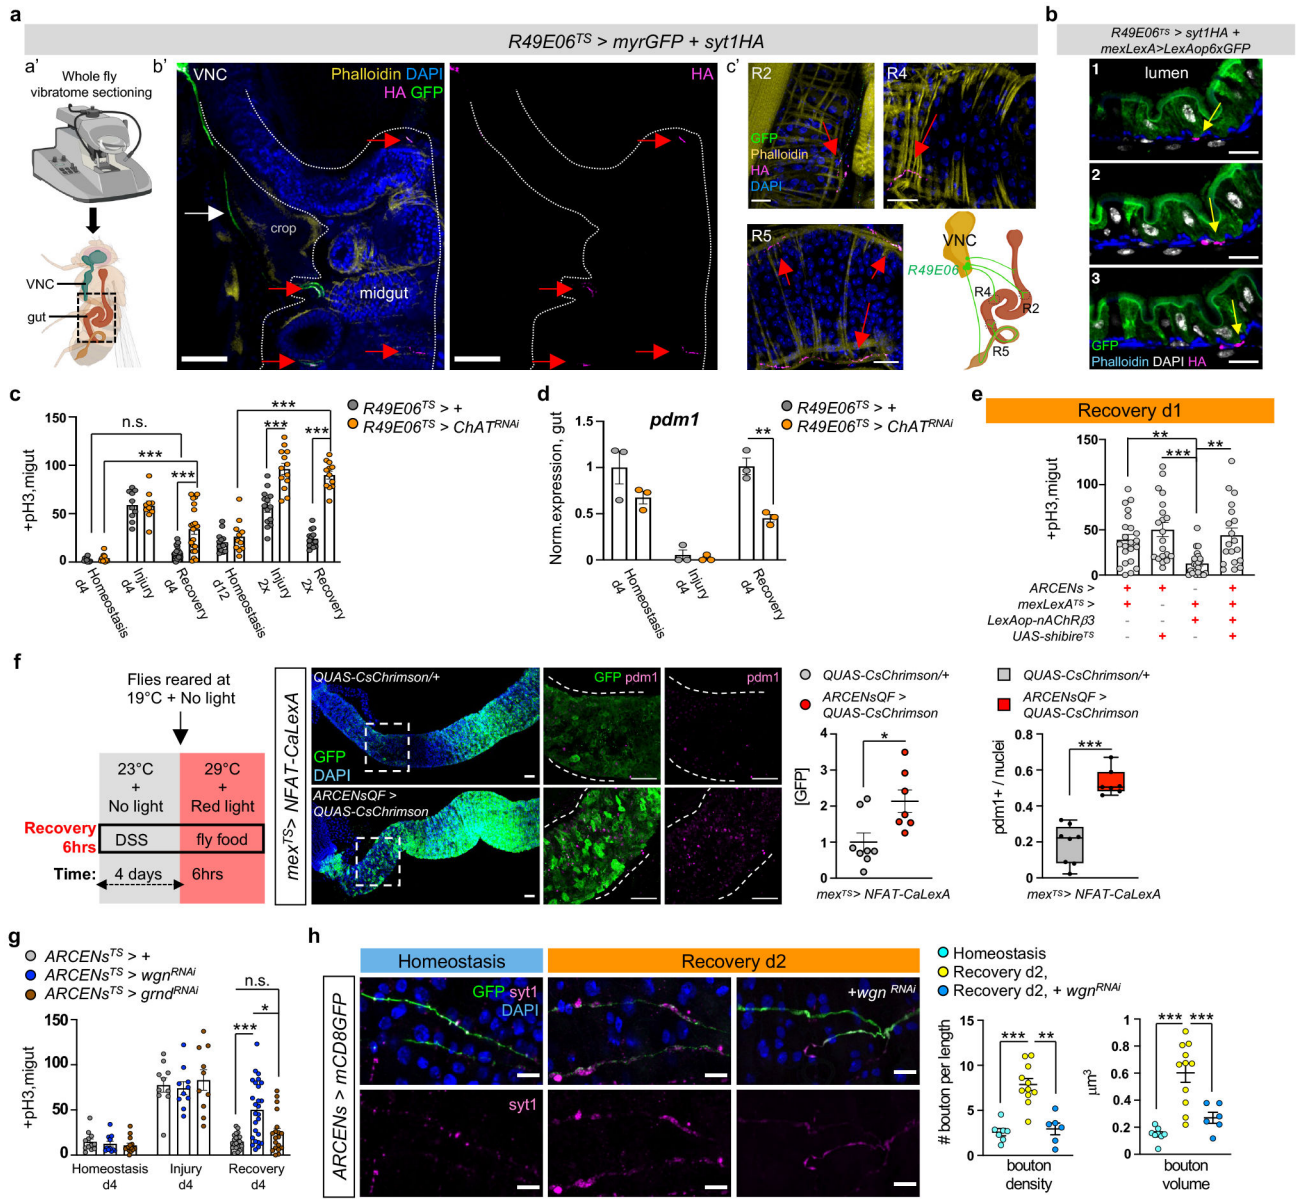 a
R49E06TS > myrGFP + syt1HA
a'
Whole fly
vibratome sectioning
VNC
gut
b'
VNC
Phalloidin DAPI
HA GFP
crop
midgut
HA
c'
R2
GFP
Phalloidin
HA
DAPI
R4
R5
VNC
R49E06
R4
R2
R5
b
R49E06TS > syt1HA +
mexLexA>LexAop6xGFP
1
lumen
2
3
GFP
Phalloidin DAPI HA
c
R49E06TS > +
R49E06TS > ChATRNAi
+pH3,migut
150
100
50
0
n.s.
***
***
***
***
***
Homeostasis d4
Injury d4
Recovery d4
Homeostasis d12
Injury 2x
Recovery 2x
d
pdm1
R49E06TS > +
R49E06TS > ChATRNAi
Norm.expression, gut
1.5
1
0.5
0
**
Homeostasis d4
Injury d4
Recovery d4
e
Recovery d1
+pH3,migut
150
100
50
0
**
***
**
ARCENs > + + - +
mexLexATS > + - + +
LexAop-nAChRβ3 - - + +
UAS-shibireTS - + - +
f
Flies reared at
19°C + No light
23°C
+
No light
29°C
+
Red light
Recovery
6hrs
DSS
fly food
Time:
4 days
6hrs
mexTS> NFAT-CaLexA
QUAS-CsChrimson/+
GFP
DAPI
ARCENsQF >
QUAS-CsChrimson
GFP pdm1
pdm1
QUAS-CsChrimson/+
ARCENsQF >
QUAS-CsChrimson
[GFP]
4
3
2
1
0
*
mexTS> NFAT-CaLexA
QUAS-CsChrimson/+
ARCENsQF >
QUAS-CsChrimson
pdm1+ / nuclei
0.8
0.6
0.4
0.2
0
***
mexTS> NFAT-CaLexA
g
ARCENsTS > +
ARCENsTS > wgnRNAi
ARCENsTS > grndRNAi
+pH3,migut
150
100
50
0
n.s.
*
***
Homeostasis
d4
Injury
d4
Recovery
d4
h
Homeostasis
Recovery d2
ARCENs > mCD8GFP
GFP syt1
DAPI
+wgn RNAi
syt1
Homeostasis
Recovery d2,
Recovery d2, + wgnRNAi
# bouton per length
15
10
5
0
***
**
bouton
density
μm3
1
0.8
0.6
0.4
0.2
0
***
***
bouton
volume